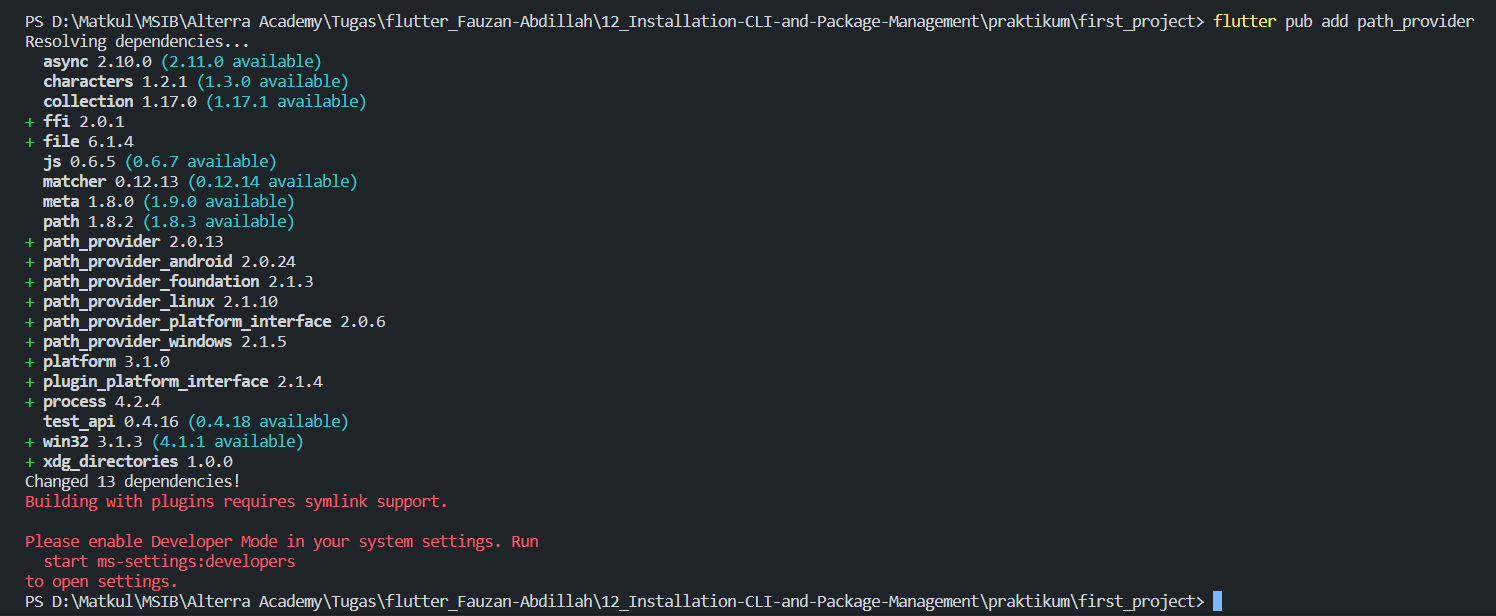 PS D:\Matkul\MSIB\Alterra Academy\Tugas\flutter_Fauzan-Abdillah\12_Installation-CLI-and-Package-Management\praktikum\first_project> flutter pub add path_provider
Resolving dependencies...
  async 2.10.0 (2.11.0 available)
  characters 1.2.1 (1.3.0 available)
  collection 1.17.0 (1.17.1 available)
+ ffi 2.0.1
+ file 6.1.4
  js 0.6.5 (0.6.7 available)
  matcher 0.12.13 (0.12.14 available)
  meta 1.8.0 (1.9.0 available)
  path 1.8.2 (1.8.3 available)
+ path_provider 2.0.13
+ path_provider_android 2.0.24
+ path_provider_foundation 2.1.3
+ path_provider_linux 2.1.10
+ path_provider_platform_interface 2.0.6
+ path_provider_windows 2.1.5
+ platform 3.1.0
+ plugin_platform_interface 2.1.4
+ process 4.2.4
  test_api 0.4.16 (0.4.18 available)
+ win32 3.1.3 (4.1.1 available)
+ xdg_directories 1.0.0
Changed 13 dependencies!
Building with plugins requires symlink support.

Please enable Developer Mode in your system settings. Run
  start ms-settings:developers
to open settings.
PS D:\Matkul\MSIB\Alterra Academy\Tugas\flutter_Fauzan-Abdillah\12_Installation-CLI-and-Package-Management\praktikum\first_project>